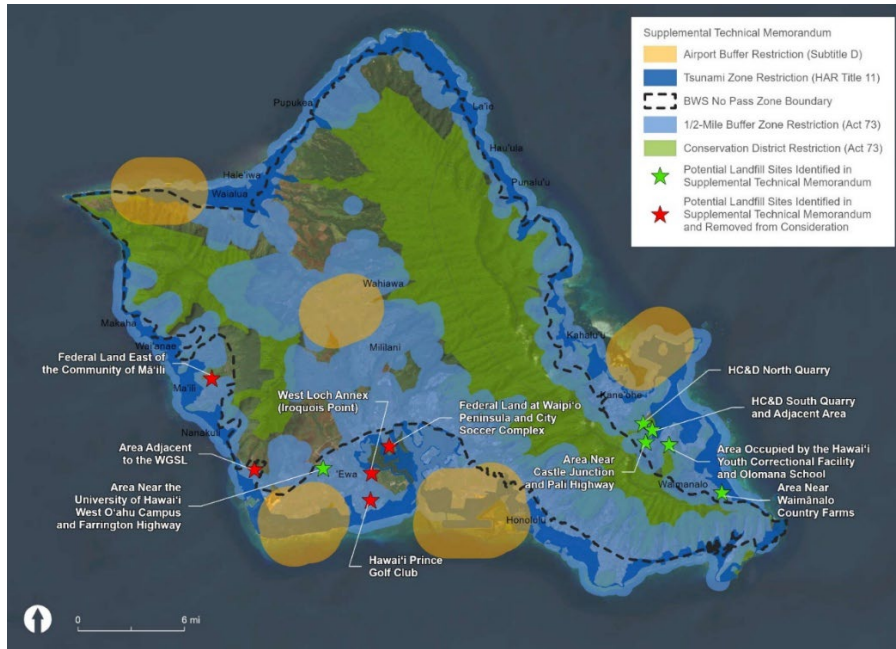 Supplemental Technical Memorandum
Airport Buffer Restriction (Subtitle D)
Tsunami Zone Restriction (HAR Title 11)
BWS No Pass Zone Boundary
1/2-Mile Buffer Zone Restriction (Act 73)
Conservation District Restriction (Act 73)
Potential Landfill Sites Identified in
Supplemental Technical Memorandum
Potential Landfill Sites Identified in
Supplemental Technical Memorandum
and Removed from Consideration
Pupukea
La'ie
Hau'ula
Hale'iwa
Waialua
Punalu'u
Wahiawa
Makaha
Wai'anae
Mililani
Kahalu'u
Federal Land East of
the Community of Mā'ili
Ma'ili
Kane'ohe
HC&D North Quarry
West Loch Annex
(Iroquois Point)
Federal Land at Waipi'o
Peninsula and City
Soccer Complex
HC&D South Quarry
and Adjacent Area
Nanakuli
Area Adjacent
to the WGSL
'Ewa
Area Near
Castle Junction
and Pali Highway
Area Occupied by the Hawai'i
Youth Correctional Facility
and Olomana School
Waimanalo
Area Near the
University of Hawai'i
West O'ahu Campus
and Farrington Highway
Area Near
Waimānalo
Country Farms
Honolulu
Hawai'i Prince
Golf Club
0
6 mi